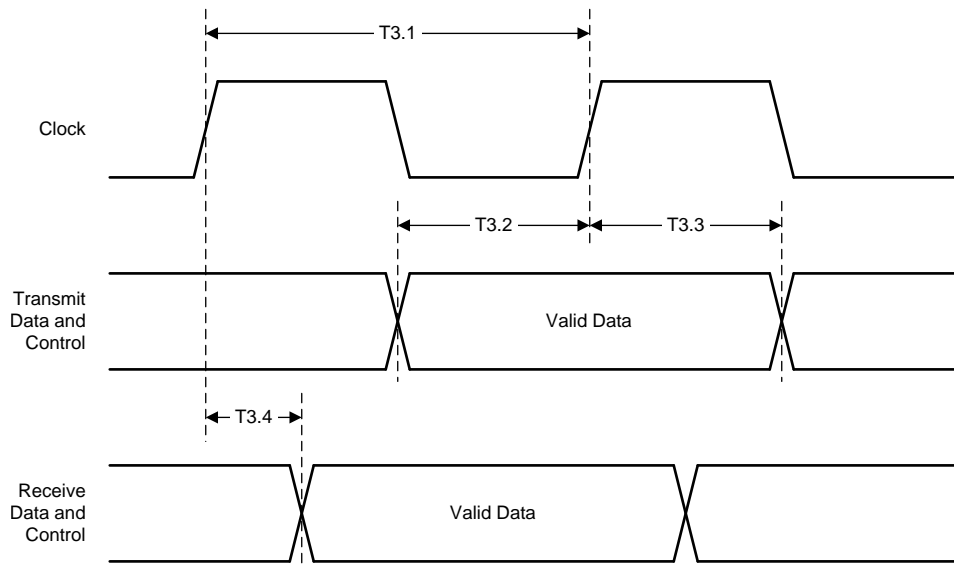 T3.1
Clock
T3.2
T3.3
Transmit
Data and
Control
Valid Data
T3.4
Receive
Data and
Control
Valid Data